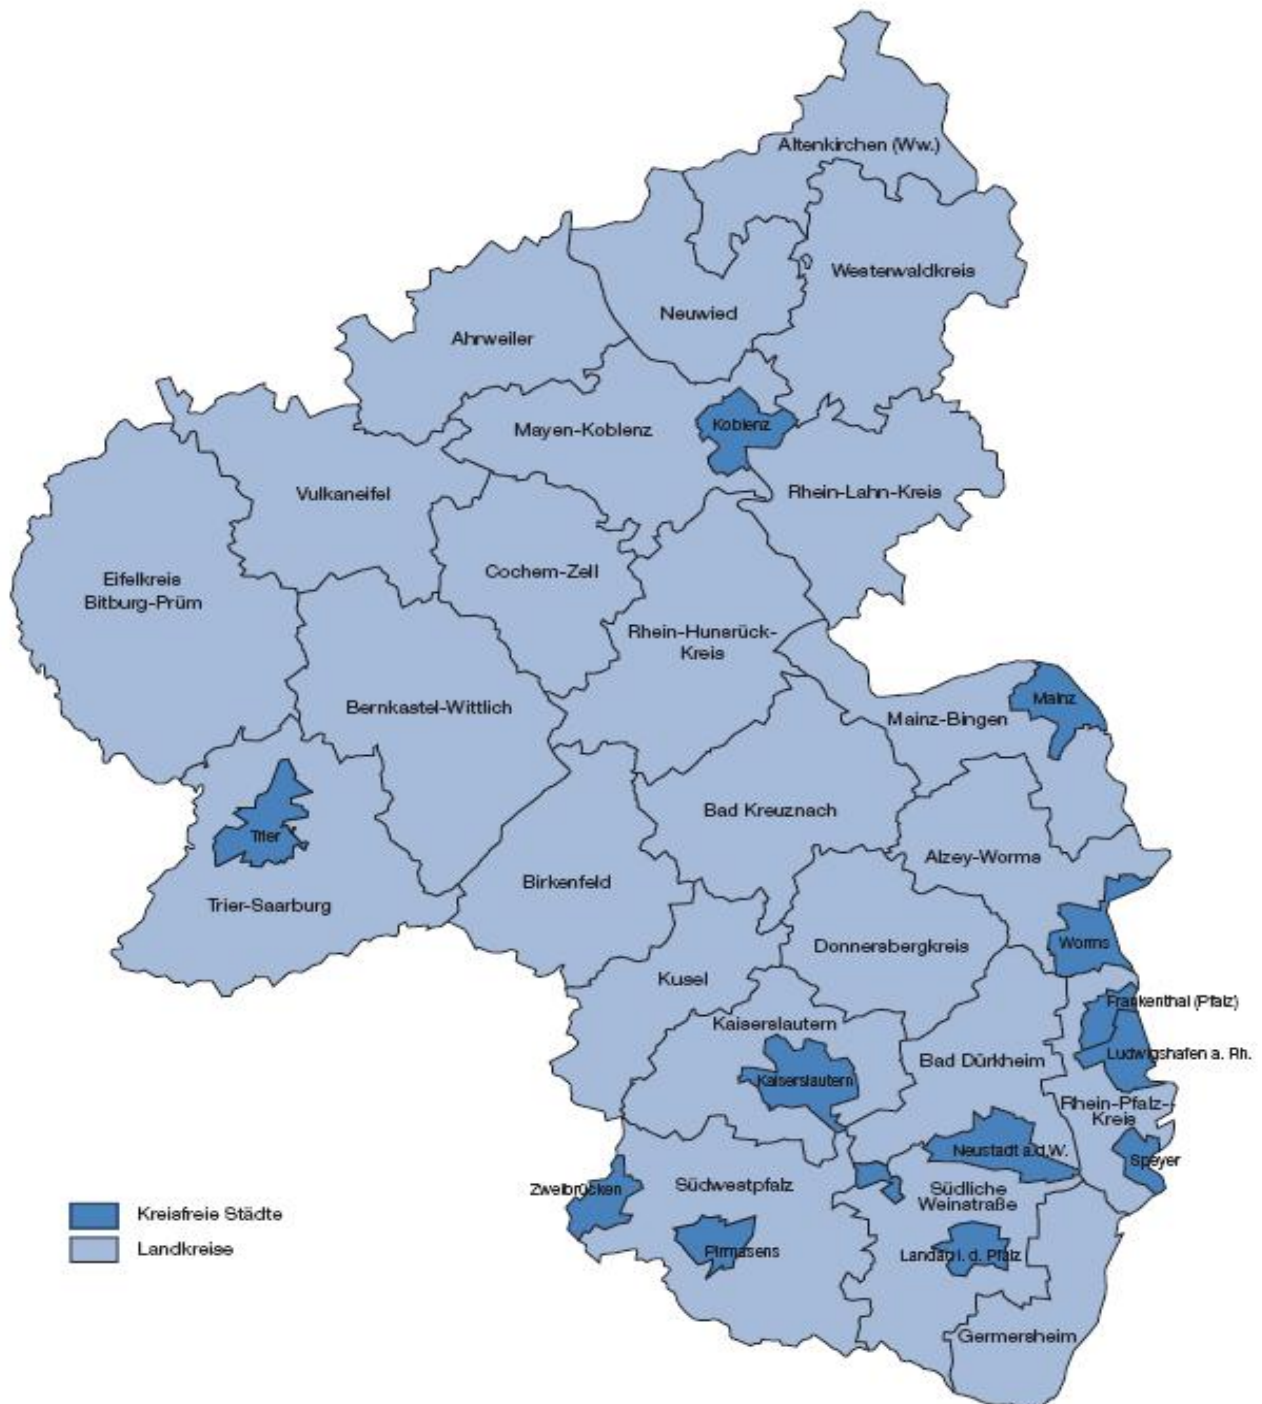 Altenkirchen (Ww.)
Westerwaldkreis
Neuwied
Ahrweiler
Koblenz
Mayen-Koblenz
Rhein-Lahn-Kreis
Vulkaneifel
Cochem-Zell
Eifelkreis
Bitburg-Prüm
Rhein-Hunsrück-
Kreis
Mainz
Bernkastel-Wittlich
Mainz-Bingen
Bad Kreuznach
Trier
Alzey-Worms
Birkenfeld
Trier-Saarburg
Worms
Donnersbergkreis
Kusel
Frankenthal (Pfalz)
Kaiserslautern
Ludwigshafen a. Rh.
Bad Dürkheim
Kaiserslautern
Rhein-Pfalz-
Kreis
Neustadt a.d.W.
Speyer
Südwestpfalz
Zweibrücken
Südliche
Weinstraße
Pirmasens
Landau i. d. Pfalz
Germersheim
Kreisfreie Städte
Landkreise